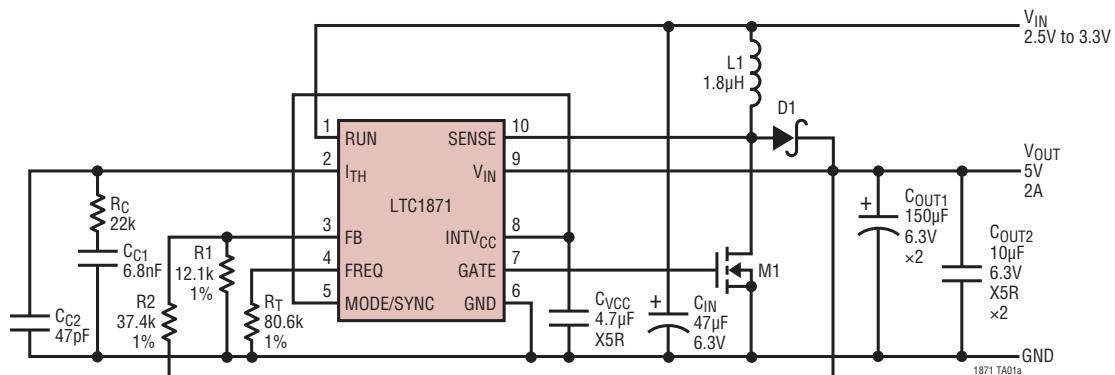 VIN
2.5V to 3.3V
L1
1.8µH
D1
1
RUN
SENSE
10
2
ITH
VIN
9
VOUT
5V
2A
LTC1871
RC
22k
COUT1
150µF
6.3V
×2
+
3
FB
INTVCC
8
CC1
6.8nF
R1
12.1k
1%
COUT2
10µF
6.3V
X5R
×2
4
FREQ
GATE
7
M1
5
MODE/SYNC
GND
6
CC2
47pF
R2
37.4k
1%
RT
80.6k
1%
CVCC
4.7µF
X5R
+
CIN
47µF
6.3V
GND
1871 TA01a